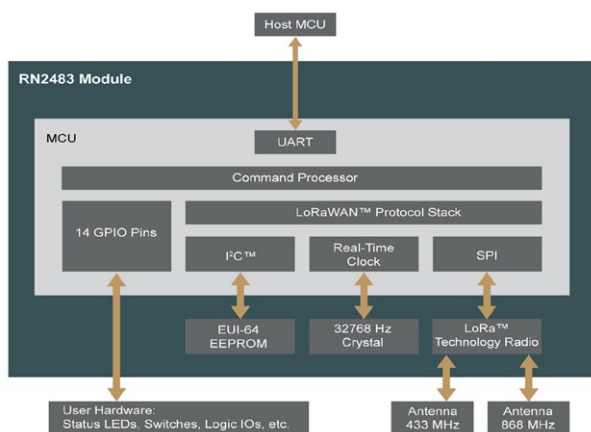 Host MCU
RN2483 Module
MCU
UART
Command Processor
14 GPIO Pins
LoRaWAN™ Protocol Stack
I²C™
Real-Time
Clock
SPI
EUI-64
EEPROM
32768 Hz
Crystal
LoRa™
Technology Radio
User Hardware:
Status LEDs, Switches, Logic IOs, etc.
Antenna
433 MHz
Antenna
868 MHz